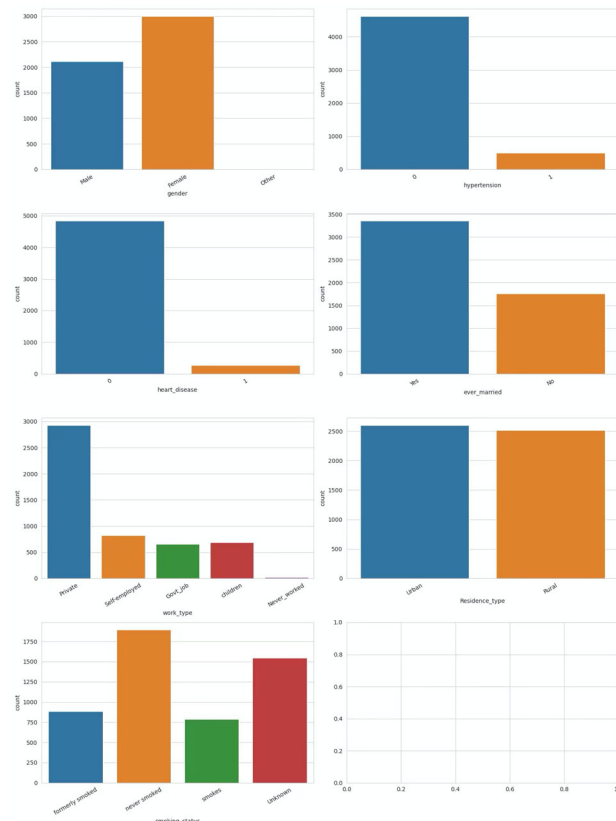 3000
2500
2000
1500
1000
500
0
count
Male
Female
Other
gender
4000
3000
2000
1000
0
count
0
1
hypertension
5000
4000
3000
2000
1000
0
count
0
1
heart_disease
3500
3000
2500
2000
1500
1000
500
0
count
Yes
No
ever_married
3000
2500
2000
1500
1000
500
0
count
Private
Self-employed
Govt_job
children
Never_worked
work_type
2500
2000
1500
1000
500
0
count
Urban
Rural
Residence_type
1750
1500
1250
1000
750
500
250
0
count
formerly smoked
never smoked
smokes
Unknown
smoking_status
1.0
0.8
0.6
0.4
0.2
0.0
0.0
0.2
0.4
0.6
0.8